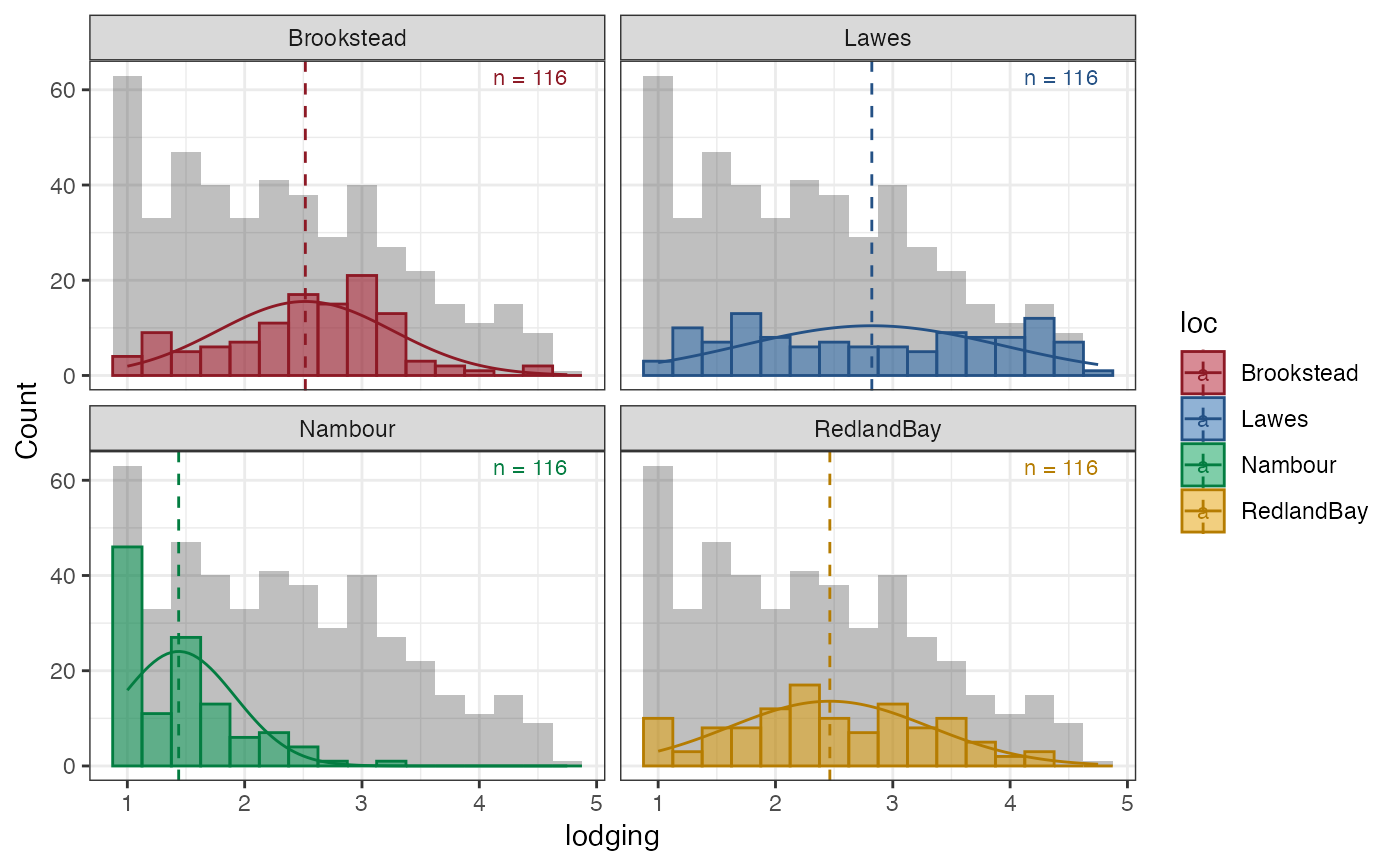 Brookstead
Lawes
n = 116
n = 116
60
40
20
0
Nambour
RedlandBay
n = 116
n = 116
60
40
20
0
1 2 3 4 5
1 2 3 4 5
lodging
Count
loc
a Brookstead
a Lawes
a Nambour
a RedlandBay